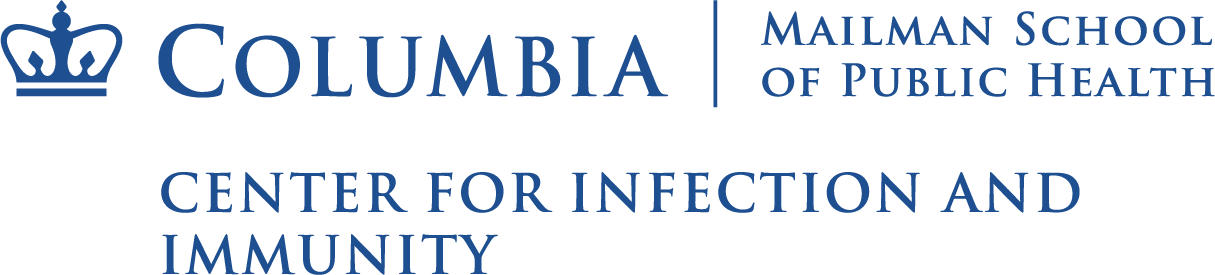 COLUMBIA
MAILMAN SCHOOL
OF PUBLIC HEALTH
CENTER FOR INFECTION AND
IMMUNITY